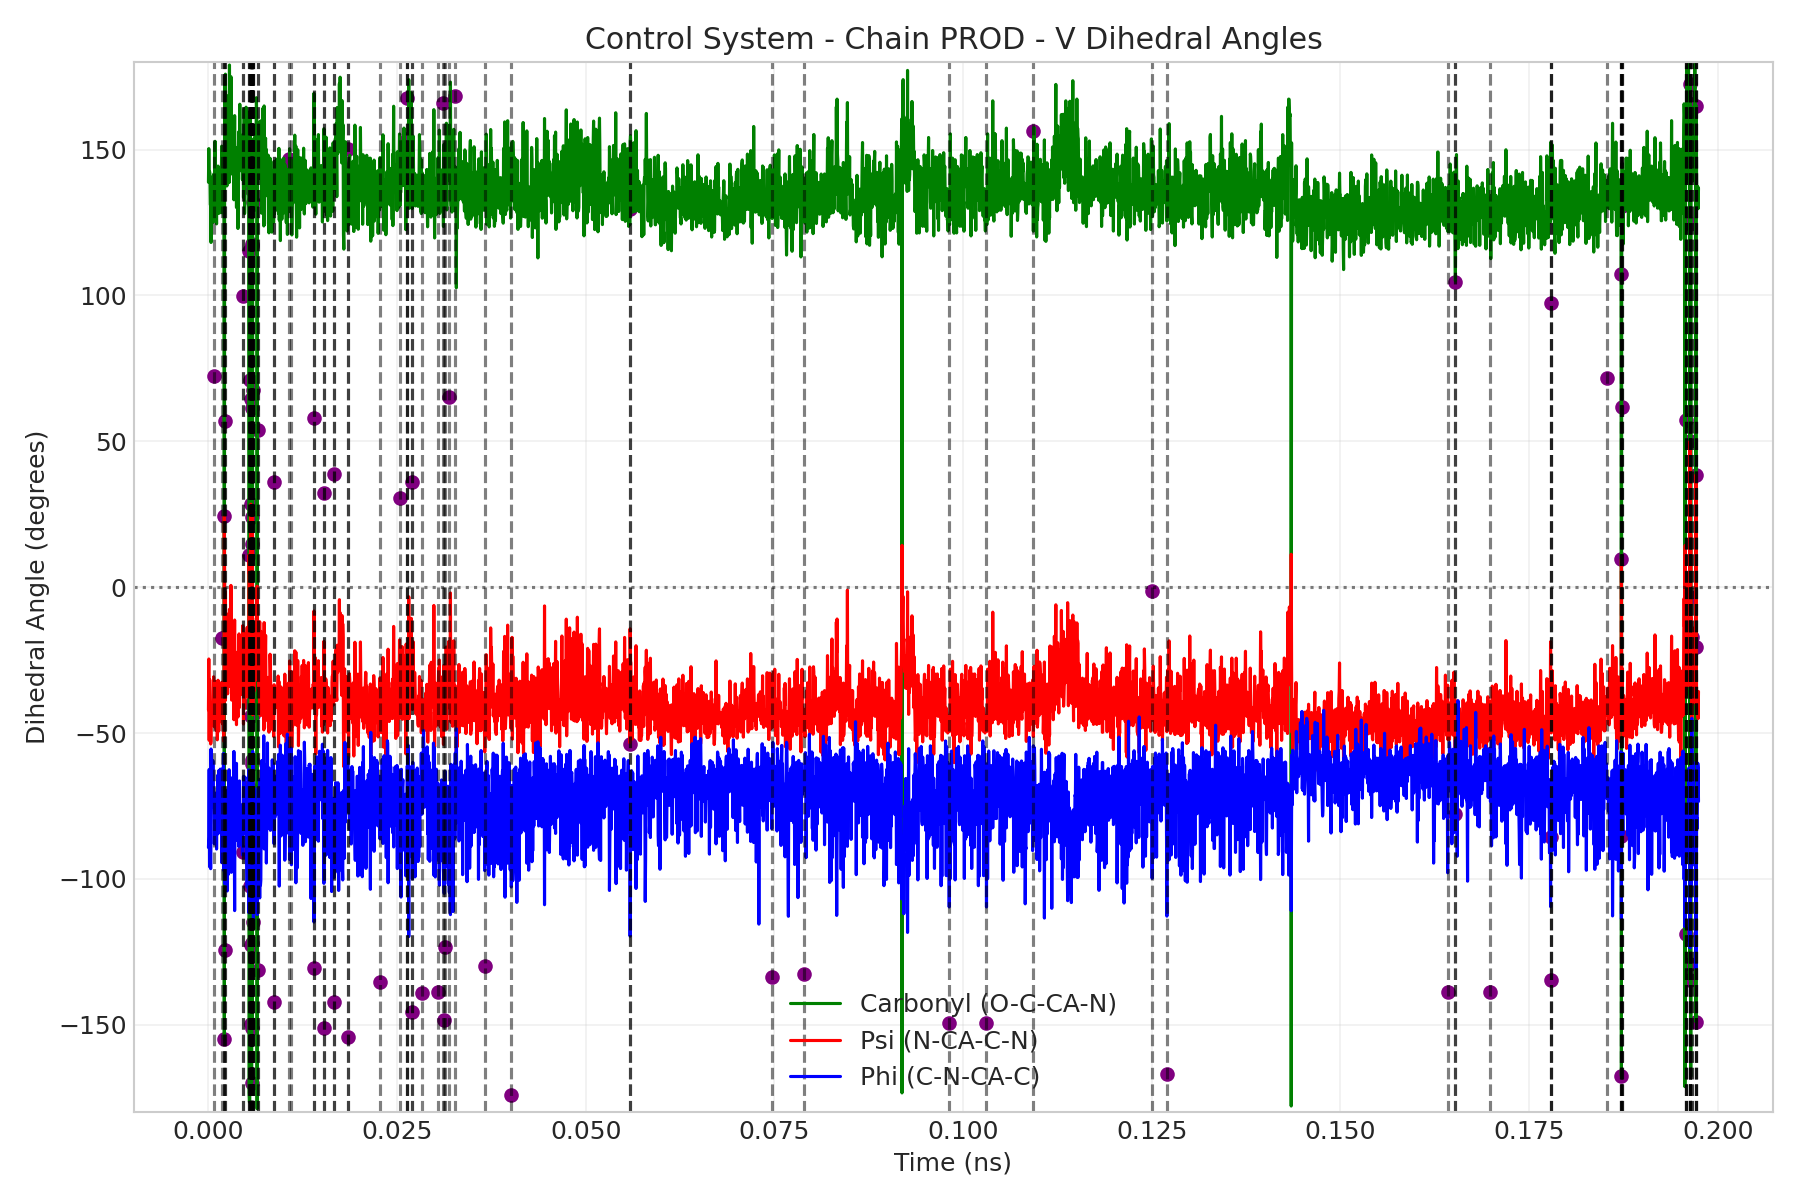 Control System - Chain PROD - V Dihedral Angles
Dihedral Angle (degrees)
150
100
50
0
−50
−100
−150
Carbonyl (O-C-CA-N)
Psi (N-CA-C-N)
Phi (C-N-CA-C)
0.000 0.025 0.050 0.075 0.100 0.125 0.150 0.175 0.200
Time (ns)